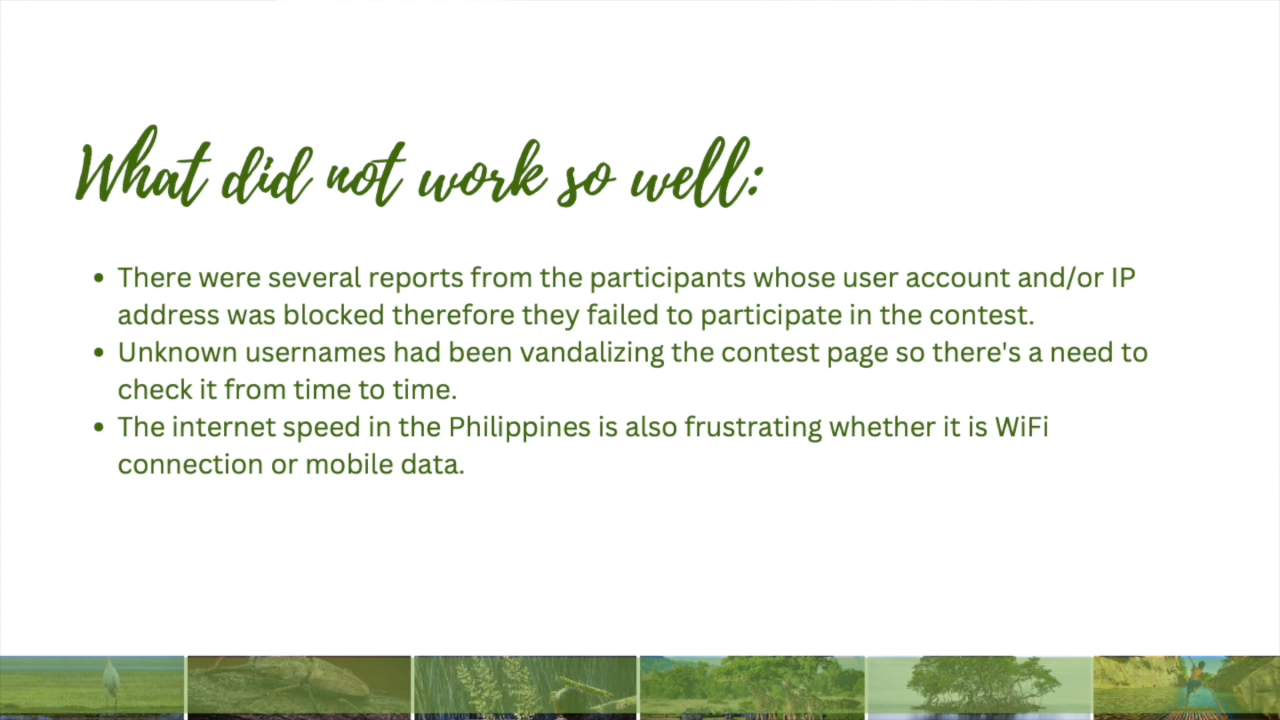 What did not work so well:
• There were several reports from the participants whose user account and/or IP
address was blocked therefore they failed to participate in the contest.
• Unknown usernames had been vandalizing the contest page so there's a need to
check it from time to time.
• The internet speed in the Philippines is also frustrating whether it is WiFi
connection or mobile data.